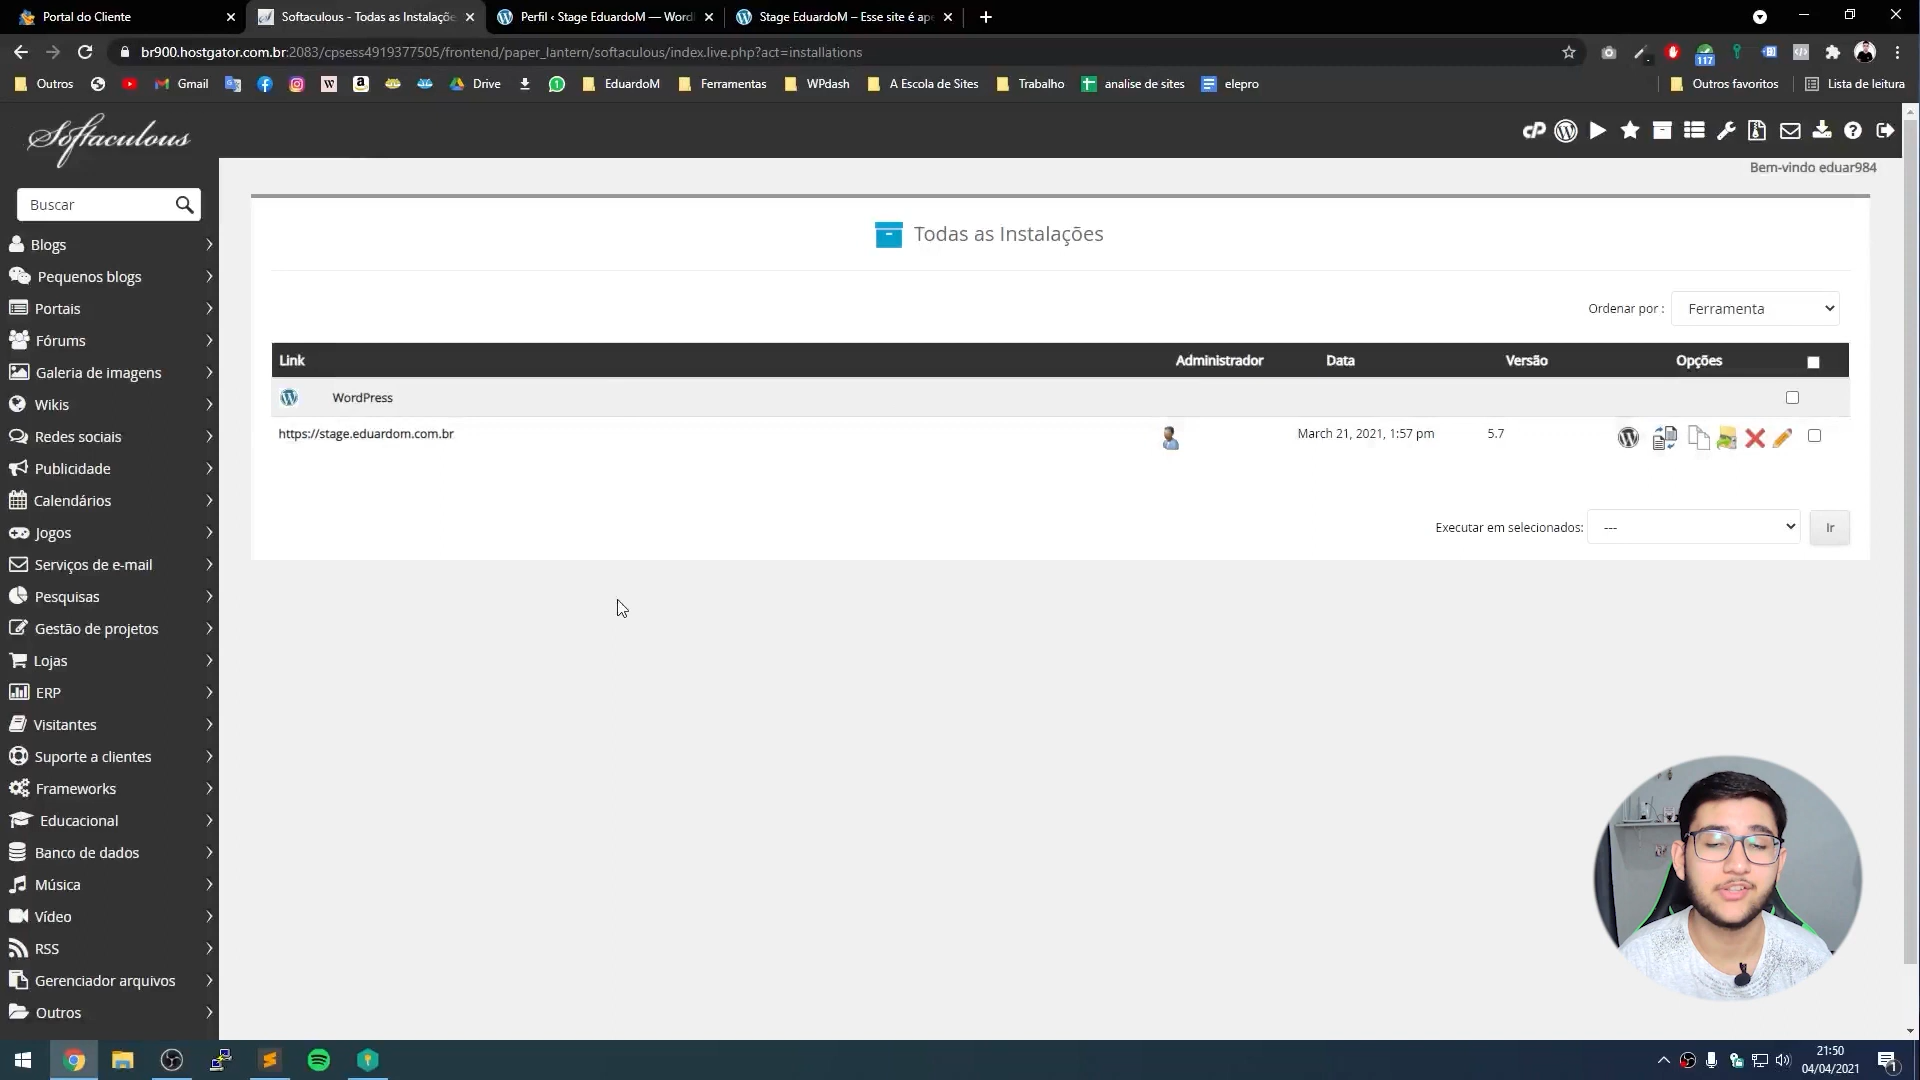 Portal do Cliente
Softaculous - Todas as Instalaçõe
Perfil ‹ Stage EduardoM — Word
Stage EduardoM – Esse site é ape
br900.hostgator.com.br:2083/cpsess4919377505/frontend/paper_lantern/softaculous/index.live.php?act=installations
117
Outros
Gmail
Drive
EduardoM
Ferramentas
WPdash
A Escola de Sites
Trabalho
analise de sites
elepro
Outros favoritos
Lista de leitura
Softaculous
cP
Bem-vindo eduar984
Buscar
Blogs
Pequenos blogs
Portais
Fórums
Galeria de imagens
Wikis
Redes sociais
Publicidade
Calendários
Jogos
Serviços de e-mail
Pesquisas
Gestão de projetos
Lojas
ERP
Visitantes
Suporte a clientes
Frameworks
Educacional
Banco de dados
Música
Vídeo
RSS
Gerenciador arquivos
Outros
Todas as Instalações
Ordenar por :
Ferramenta
Link
Administrador
Data
Versão
Opções
WordPress
https://stage.eduardom.com.br
March 21, 2021, 1:57 pm
5.7
Executar em selecionados:
---
Ir
21:50
04/04/2021
1